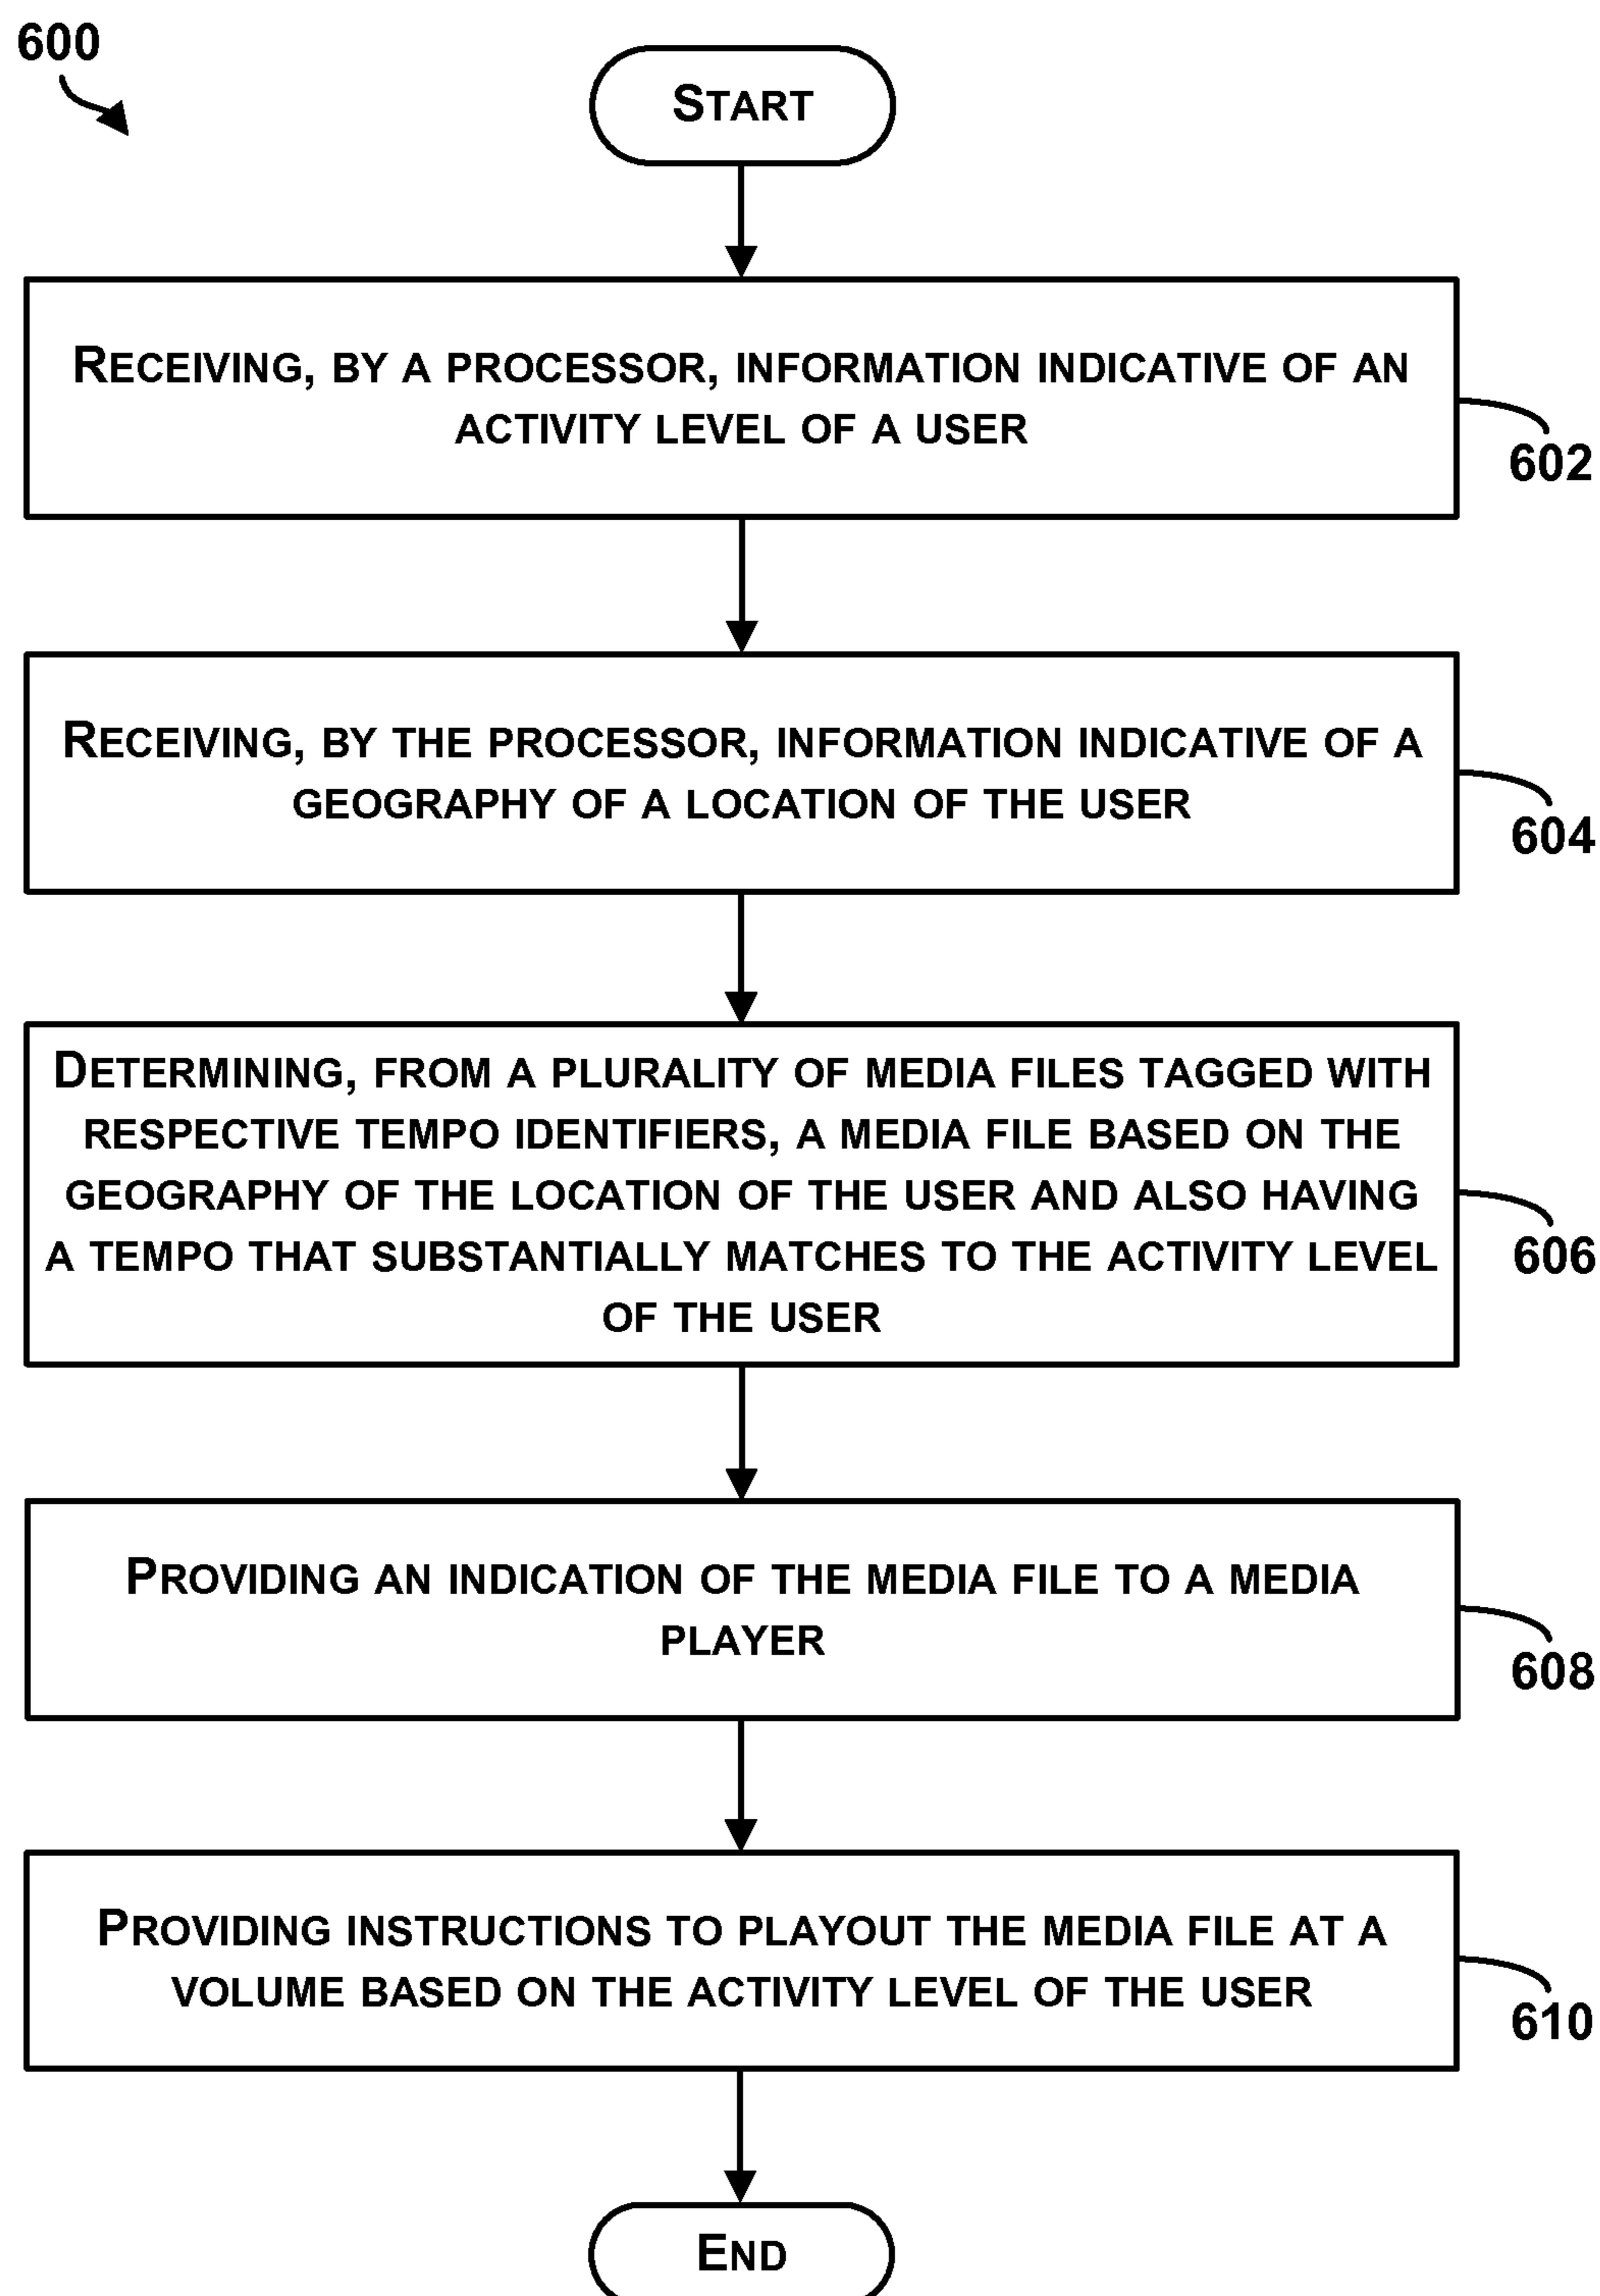 600
START
RECEIVING, BY A PROCESSOR, INFORMATION INDICATIVE OF AN
ACTIVITY LEVEL OF A USER
602
RECEIVING, BY THE PROCESSOR, INFORMATION INDICATIVE OF A
GEOGRAPHY OF A LOCATION OF THE USER
604
DETERMINING, FROM A PLURALITY OF MEDIA FILES TAGGED WITH
RESPECTIVE TEMPO IDENTIFIERS, A MEDIA FILE BASED ON THE
GEOGRAPHY OF THE LOCATION OF THE USER AND ALSO HAVING
A TEMPO THAT SUBSTANTIALLY MATCHES TO THE ACTIVITY LEVEL
OF THE USER
606
PROVIDING AN INDICATION OF THE MEDIA FILE TO A MEDIA
PLAYER
608
PROVIDING INSTRUCTIONS TO PLAYOUT THE MEDIA FILE AT A
VOLUME BASED ON THE ACTIVITY LEVEL OF THE USER
610
END